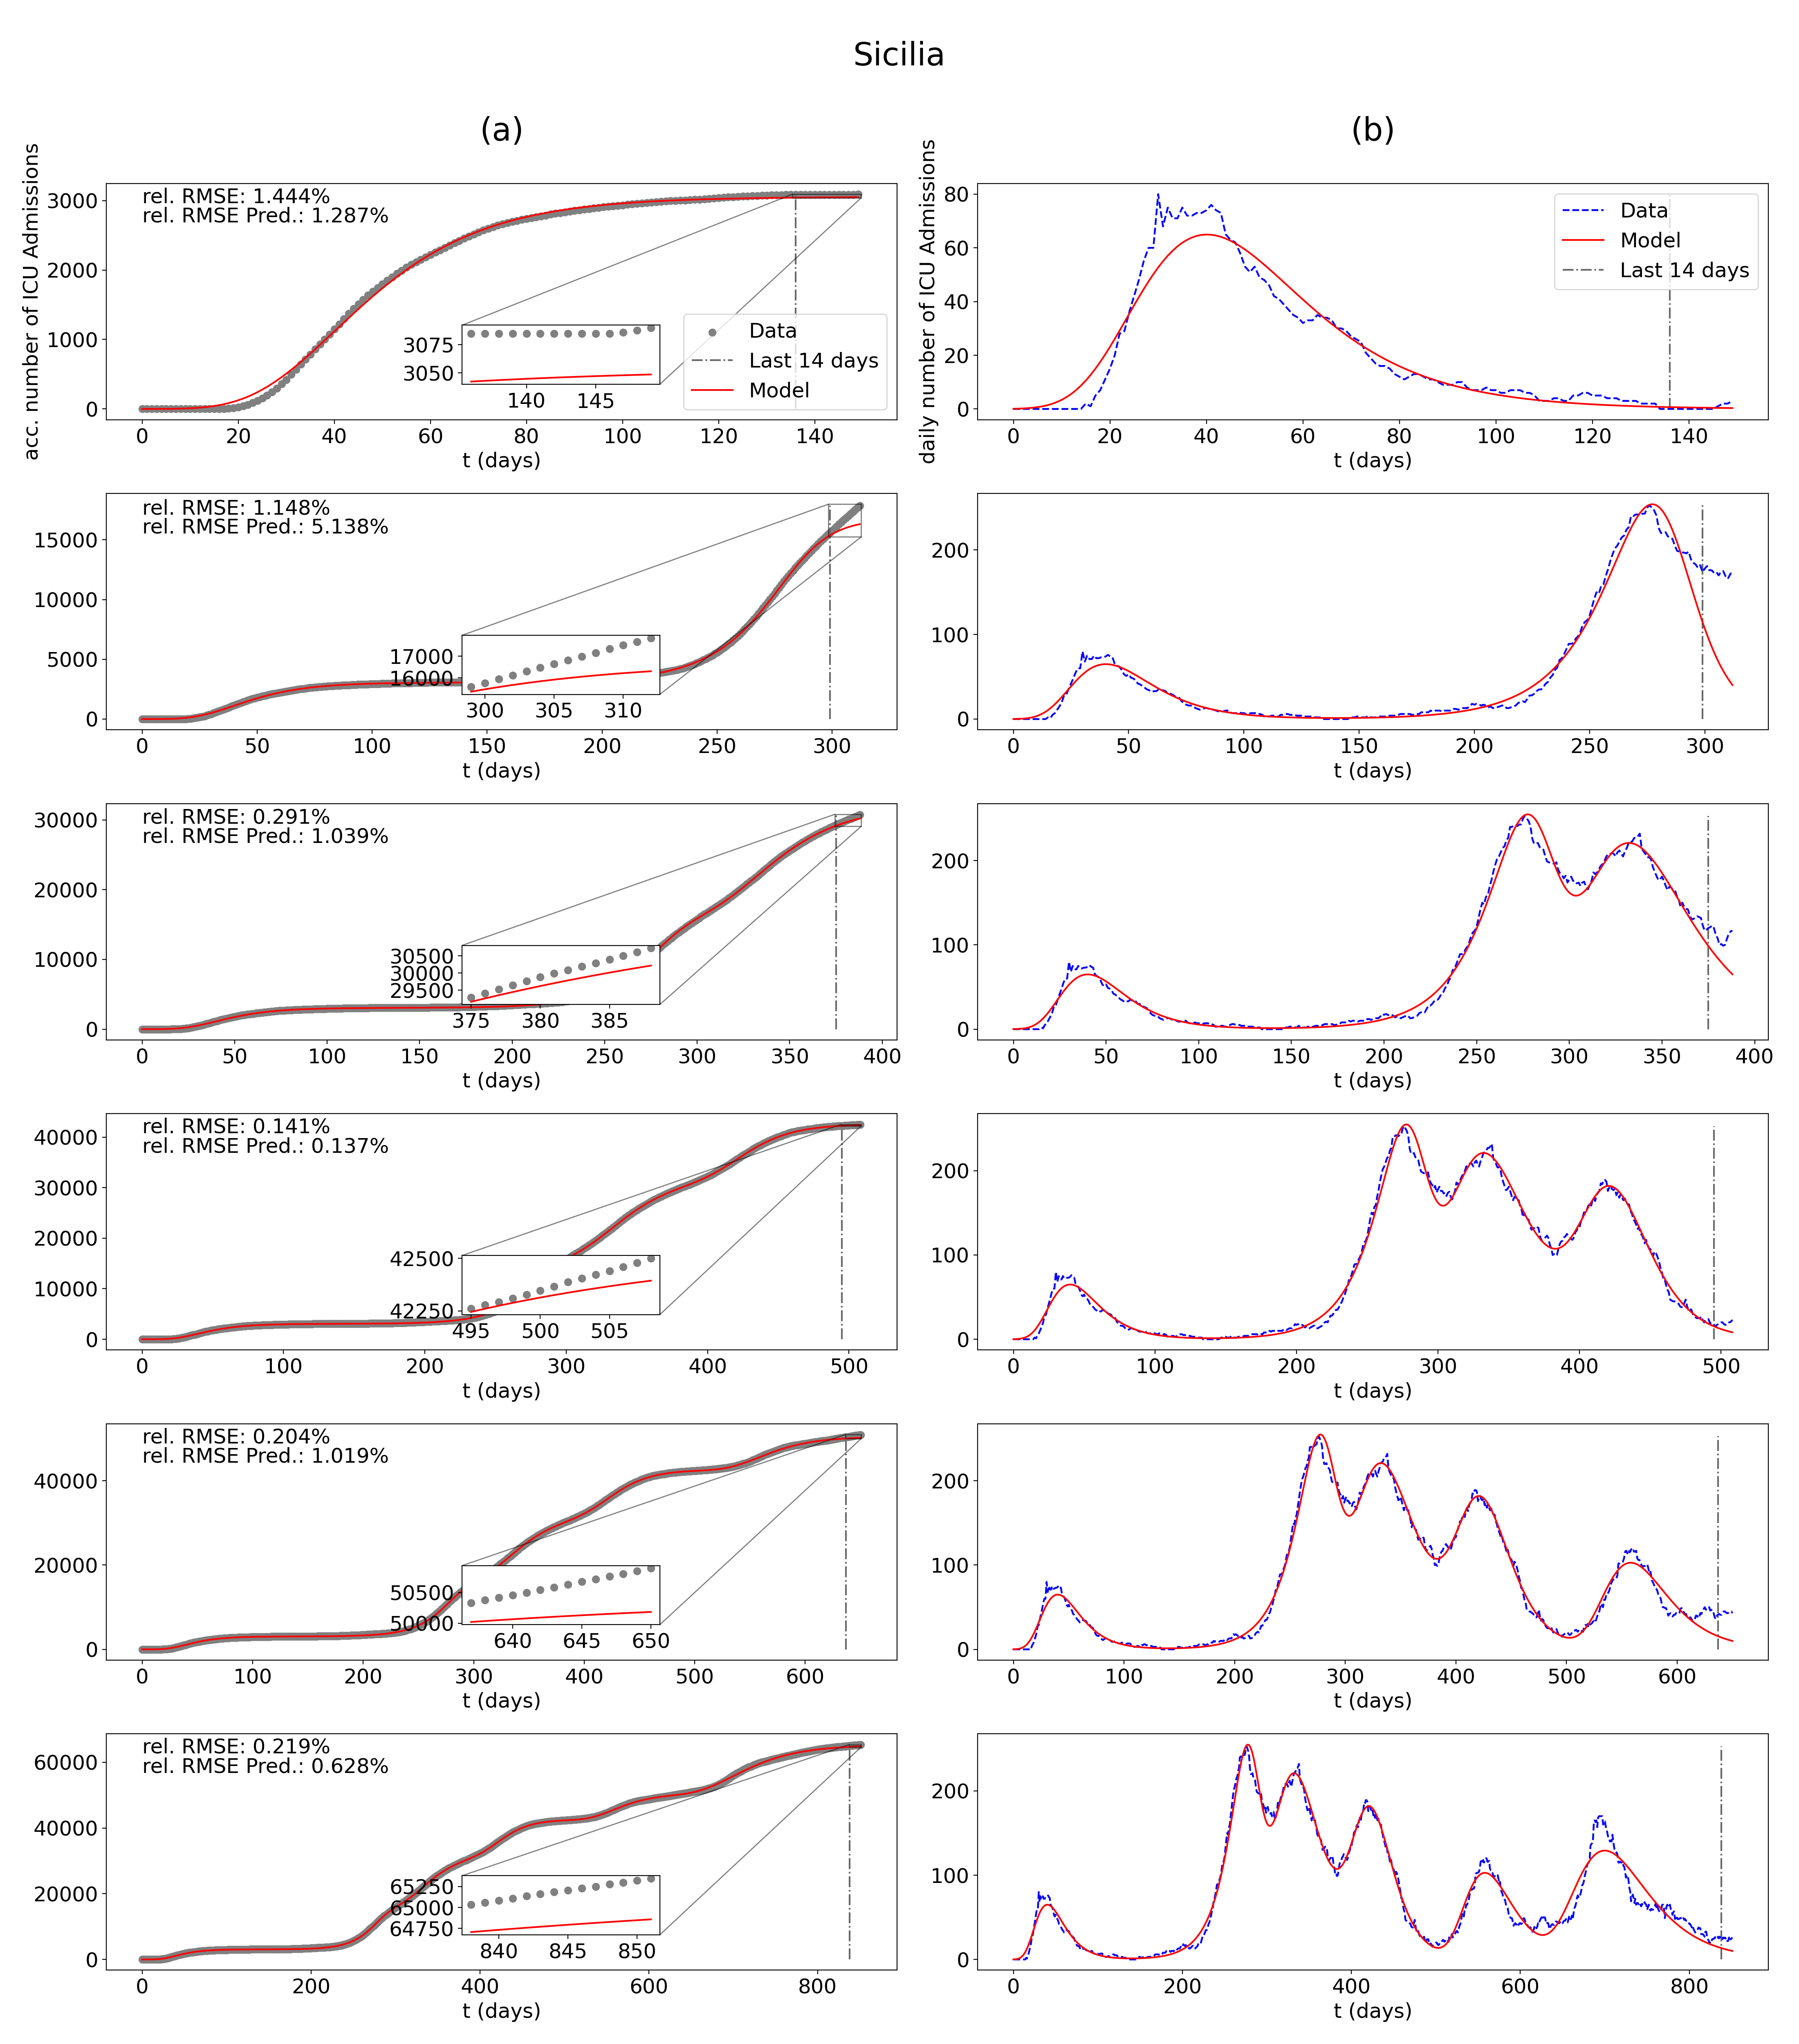 Sicilia
(a)
(b)
acc. number of ICU Admissions
rel. RMSE: 1.444%
rel. RMSE Pred.: 1.287%
3000
2000
1000
0
3075
3050
140 145
Data
Last 14 days
Model
0 20 40 60 80 100 120 140
t (days)
daily number of ICU Admissions
80
60
40
20
0
Data
Model
Last 14 days
0 20 40 60 80 100 120 140
t (days)
rel. RMSE: 1.148%
rel. RMSE Pred.: 5.138%
15000
10000
5000
0
17000
16000
300 305 310
0 50 100 150 200 250 300
t (days)
200
100
0
0 50 100 150 200 250 300
t (days)
rel. RMSE: 0.291%
rel. RMSE Pred.: 1.039%
30000
20000
10000
0
30500
30000
29500
375 380 385
0 50 100 150 200 250 300 350 400
t (days)
200
100
0
0 50 100 150 200 250 300 350 400
t (days)
rel. RMSE: 0.141%
rel. RMSE Pred.: 0.137%
40000
30000
20000
10000
0
42500
42250
495 500 505
0 100 200 300 400 500
t (days)
200
100
0
0 100 200 300 400 500
t (days)
rel. RMSE: 0.204%
rel. RMSE Pred.: 1.019%
40000
20000
0
50500
50000
640 645 650
0 100 200 300 400 500 600
t (days)
200
100
0
0 100 200 300 400 500 600
t (days)
rel. RMSE: 0.219%
rel. RMSE Pred.: 0.628%
60000
40000
20000
0
65250
65000
64750
840 845 850
0 200 400 600 800
t (days)
200
100
0
0 200 400 600 800
t (days)